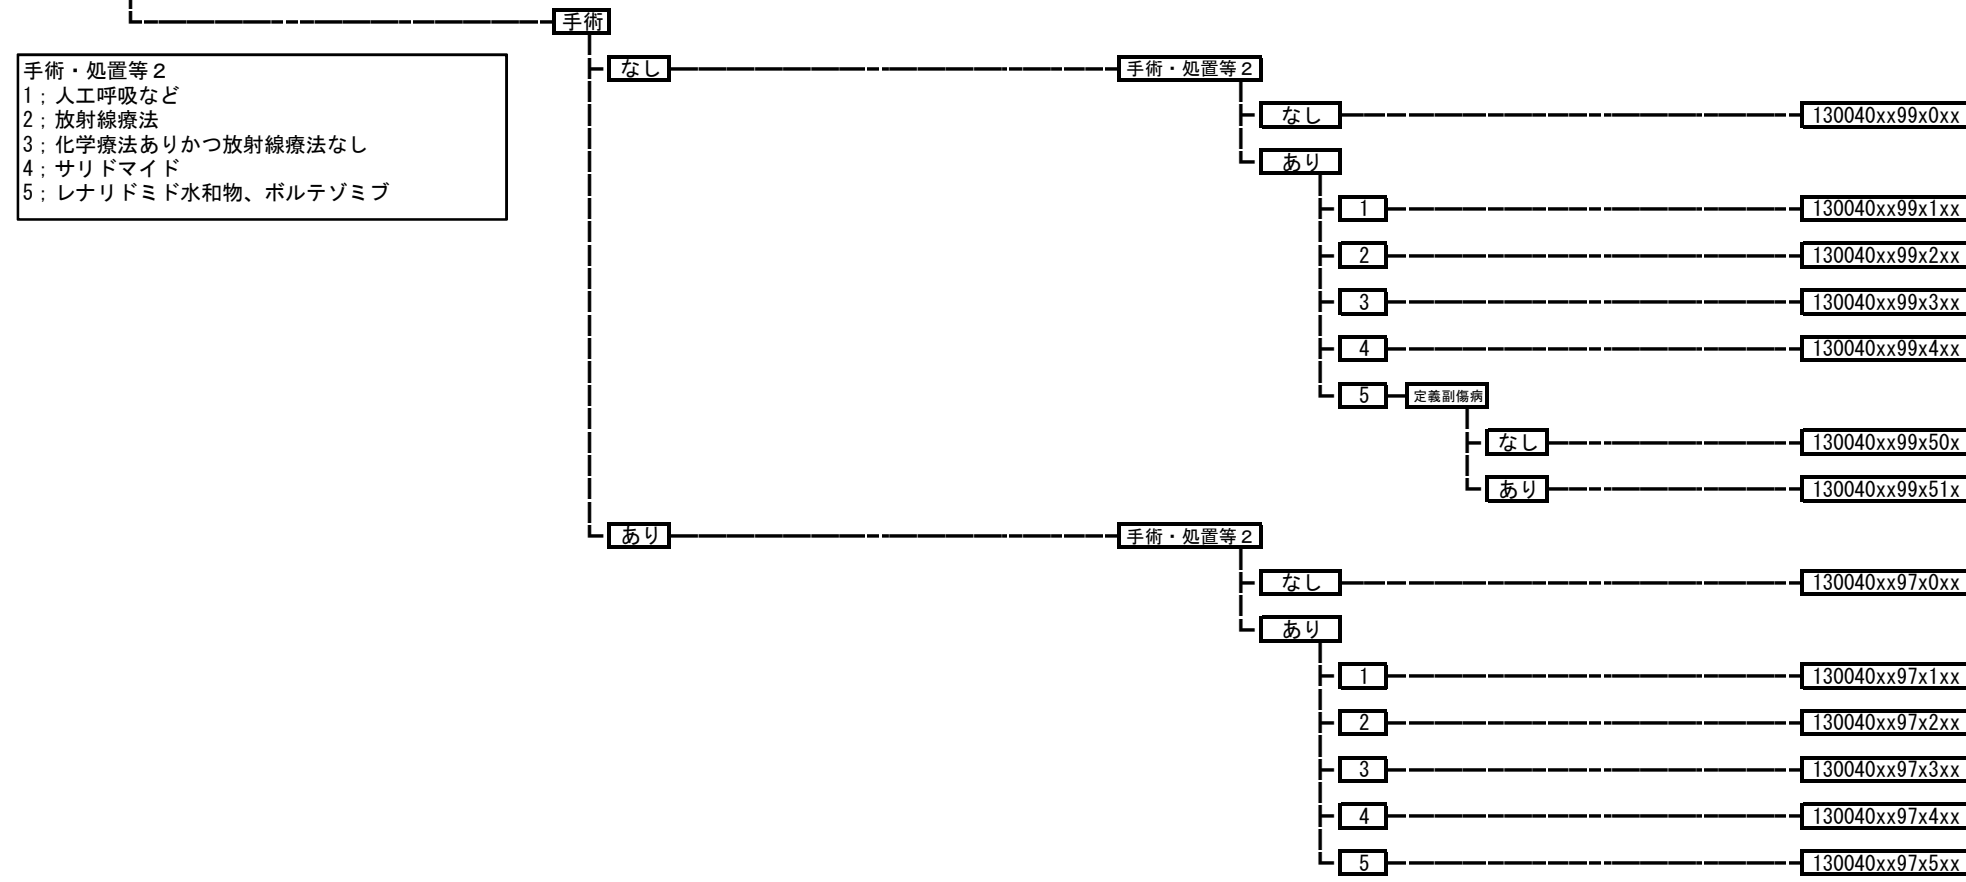 手術
手術・処置等２
1；人工呼吸など
2；放射線療法
3；化学療法ありかつ放射線療法なし
4；サリドマイド
5；レナリドミド水和物、ボルテゾミブ
なし 手術・処置等２
なし 130040xx99x0xx
あり
1 130040xx99x1xx
2 130040xx99x2xx
3 130040xx99x3xx
4 130040xx99x4xx
5 定義副傷病
なし 130040xx99x50x
あり 130040xx99x51x
あり 手術・処置等２
なし 130040xx97x0xx
あり
1 130040xx97x1xx
2 130040xx97x2xx
3 130040xx97x3xx
4 130040xx97x4xx
5 130040xx97x5xx